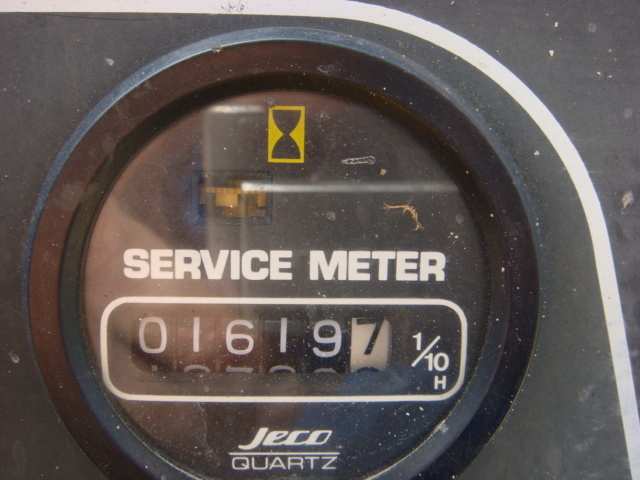 SERVICE METER
016197 1/10 H
Jeco
QUARTZ